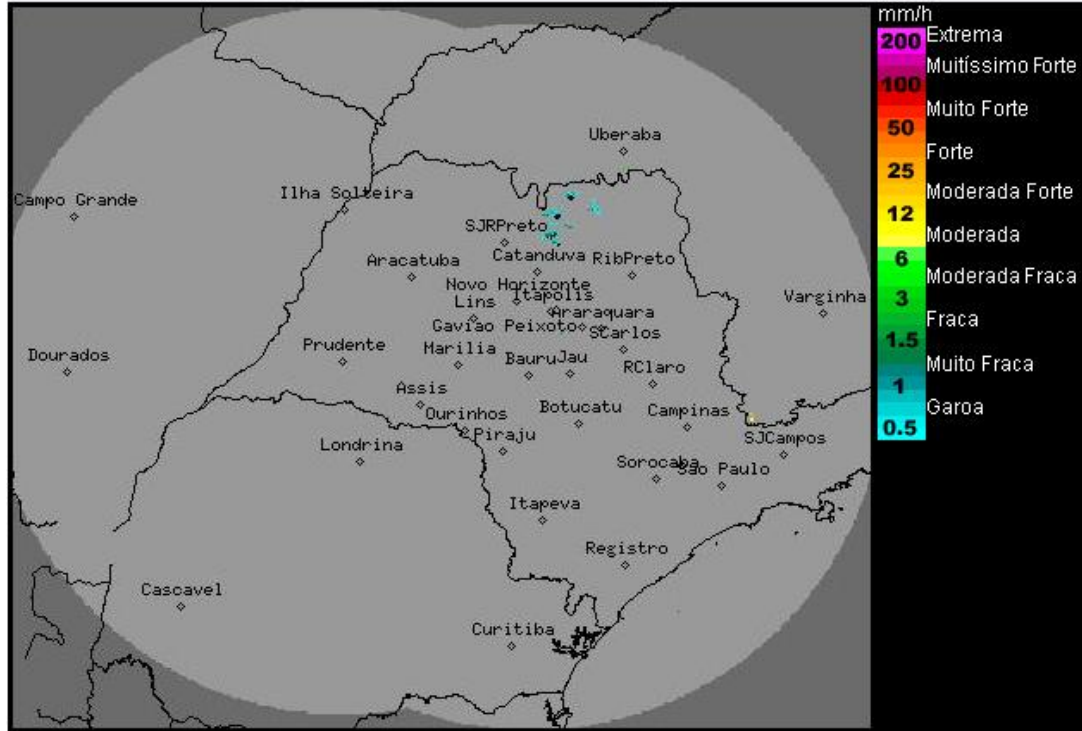 mm/h
200 Extrema
Muitíssimo Forte
100
Muito Forte
50
Forte
25
Moderada Forte
12
Moderada
6
Moderada Fraca
3
Fraca
1.5
Muito Fraca
1
Garoa
0.5
Uberaba
Campo Grande
Ilha Solteira
SJRPreto
Catanduva
RibPreto
Aracatuba
Novo Horizonte
Itapolis
Lins
Araraquara
Varginha
Gaviao Peixoto
SCarlos
Dourados
Prudente
Marilia
Bauru
Jau
RClaro
Assis
Ourinhos
Botucatu
Campinas
Piraju
SJCampos
Londrina
Sorocaba
Sao Paulo
Itapeva
Registro
Cascavel
Curitiba